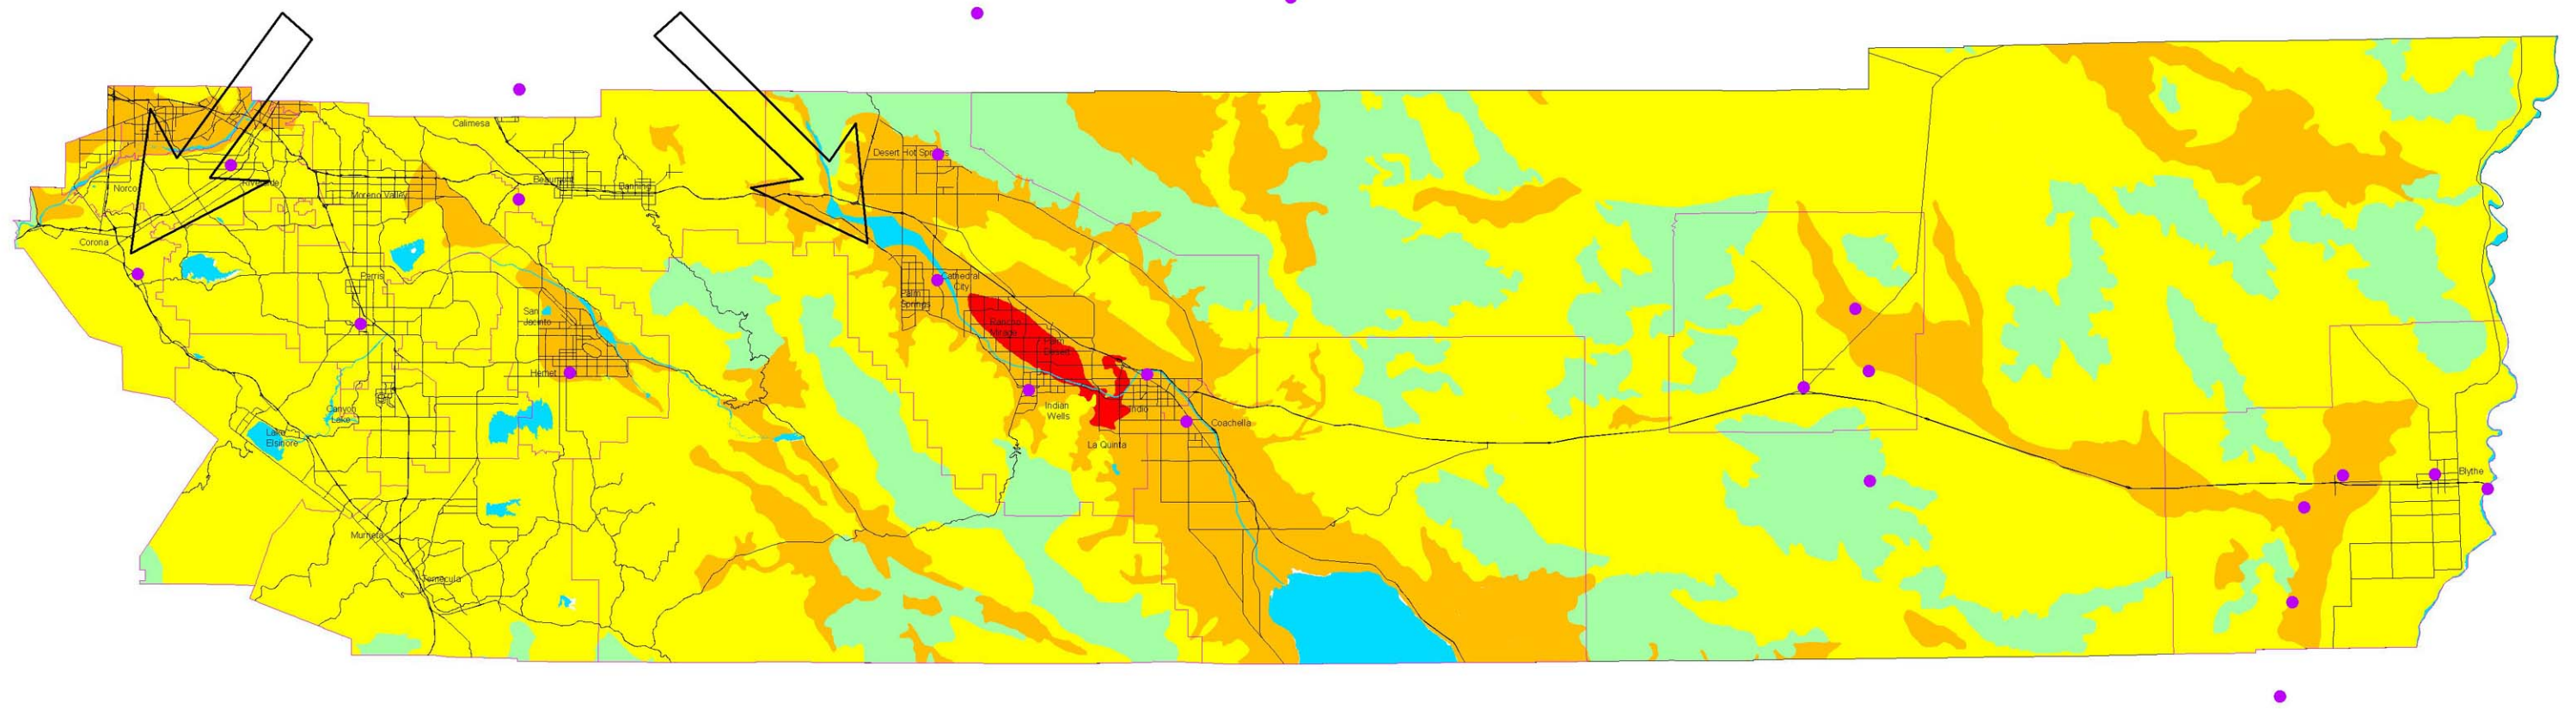 Calimesa
Desert Hot Springs
Norco
Riverside
Beaumont
Banning
Moreno Valley
Corona
Perris
Cathedral
City
Palm
Springs
San
Jacinto
Rancho
Mirage
Palm
Desert
Hemet
Canyon
Lake
Indian
Wells
Indio
Coachella
Lake
Elsinore
La Quinta
Blythe
Murrieta
Temecula